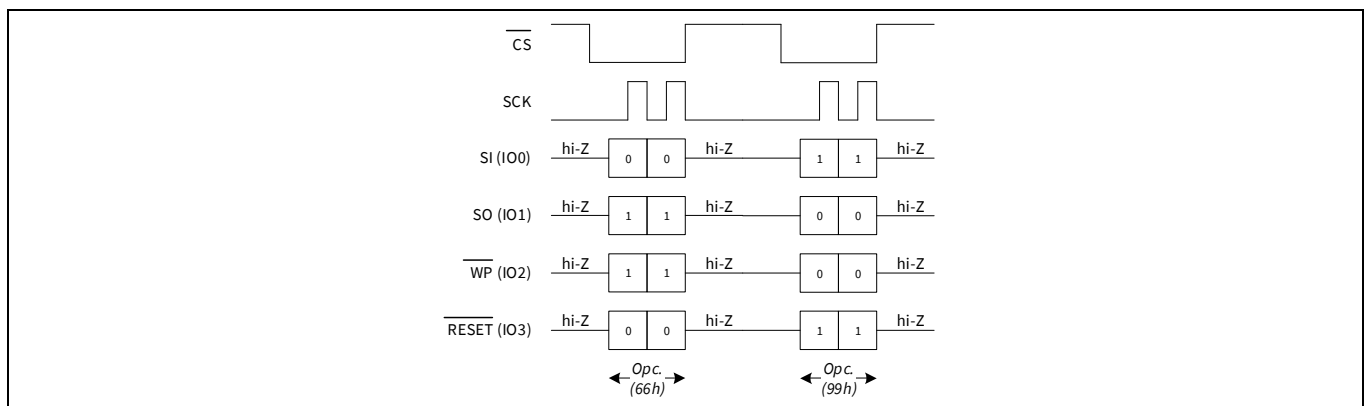 CS
SCK
SI (IO0) hi-Z 0 0 hi-Z 1 1 hi-Z
SO (IO1) hi-Z 1 1 hi-Z 0 0 hi-Z
WP (IO2) hi-Z 1 1 hi-Z 0 0 hi-Z
RESET (IO3) hi-Z 0 0 hi-Z 1 1 hi-Z
Opc. Opc.
(66h) (99h)